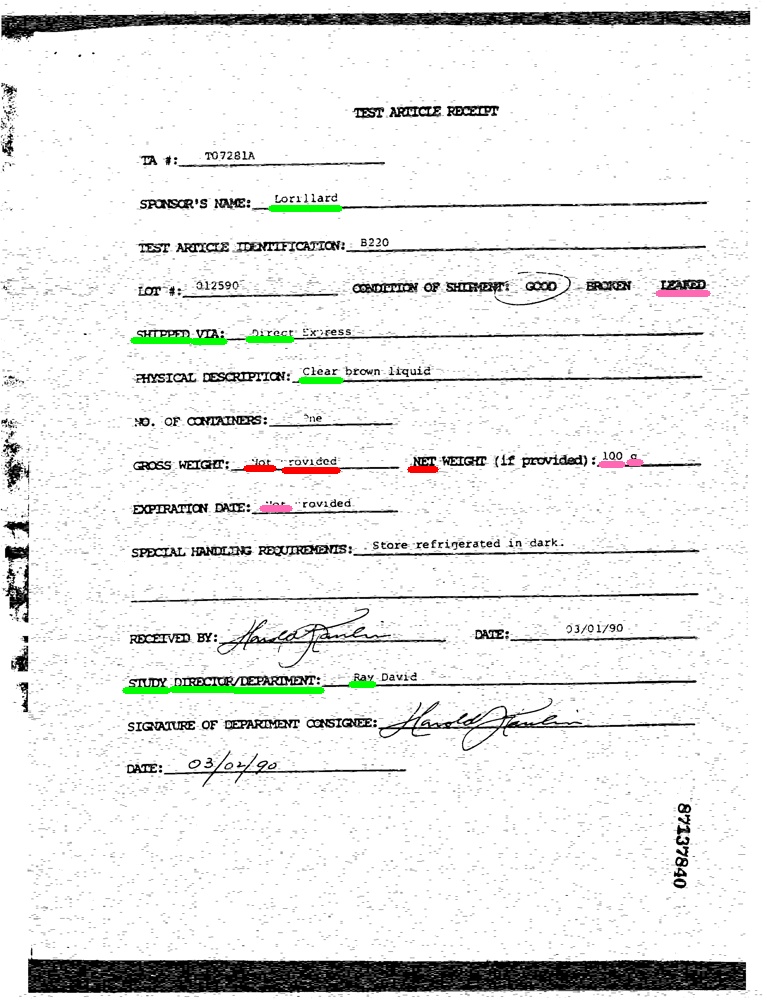 TEST ARTICLE RECEIPT
TA #: T07281A
SPONSOR'S NAME: Lorillard
TEST ARTICLE IDENTIFICATION: B220
LOT #: 012590 CONDITION OF SHIPMENT: GOOD BROKEN LEAKED
SHIPPED VIA: Direct Express
PHYSICAL DESCRIPTION: Clear brown liquid
NO. OF CONTAINERS: One
GROSS WEIGHT: Not Provided NET WEIGHT (if provided): 100 g
EXPIRATION DATE: Not Provided
SPECIAL HANDLING REQUIREMENTS: Store refrigerated in dark.
RECEIVED BY: Harold DATE: 03/01/90
STUDY DIRECTOR/DEPARTMENT: Ray David
SIGNATURE OF DEPARTMENT CONSIGNEE: Harold
DATE: 03/02/90
87137840